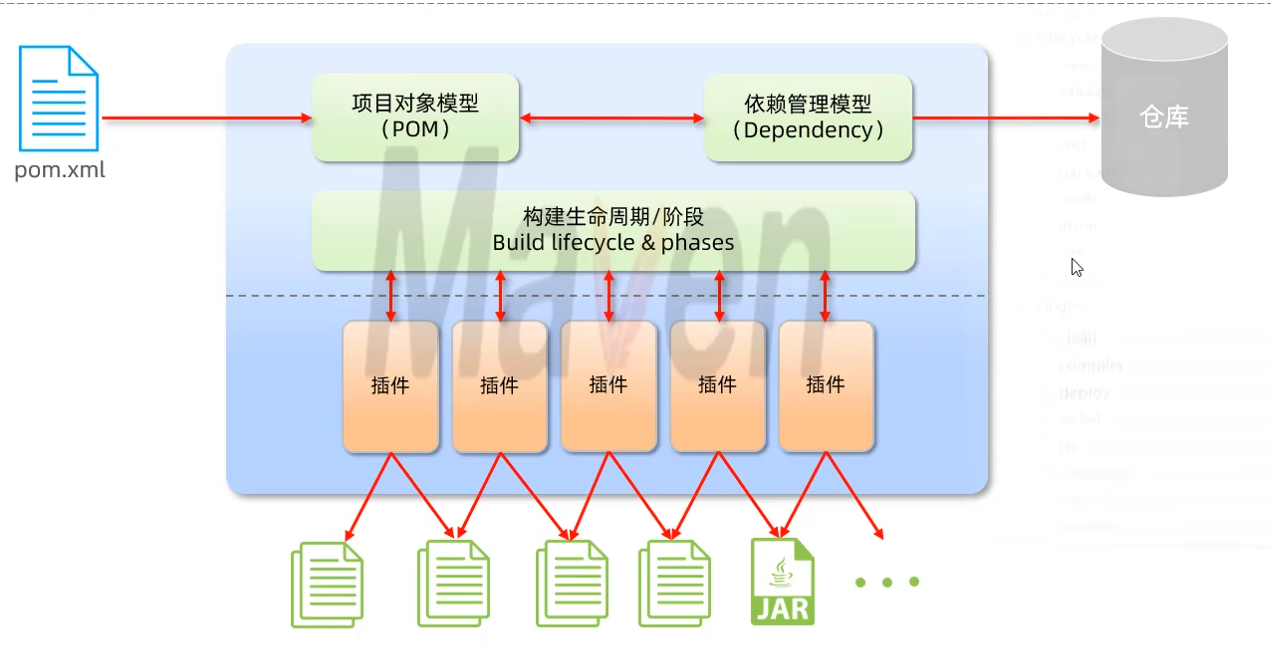 pom.xml
项目对象模型
（POM）
依赖管理模型
（Dependency）
仓库
构建生命周期/阶段
Build lifecycle & phases
Maven
插件
插件
插件
插件
插件
JAR
compiler
deploy